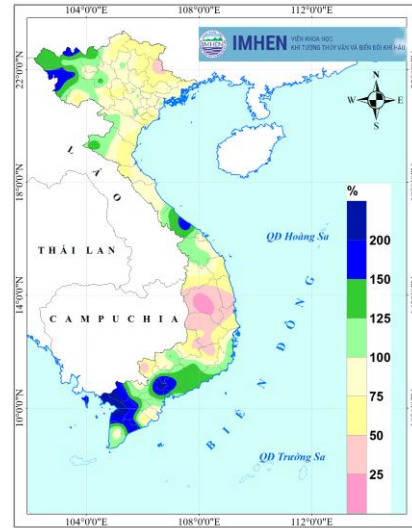 104°0'0"E 108°0'0"E 112°0'0"E
IMHEN VIỆN KHOA HỌC
KHÍ TƯỢNG THỦY VĂN VÀ BIẾN ĐỔI KHÍ HẬU
22°0'0"N
N
W E
S
18°0'0"N
LÀO
%
THÁI LAN
QĐ Hoàng Sa
200
150
14°0'0"N
CAMPUCHIA
125
BIỂN ĐÔNG
100
75
10°0'0"N
50
QĐ Trường Sa
25
104°0'0"E 108°0'0"E 112°0'0"E